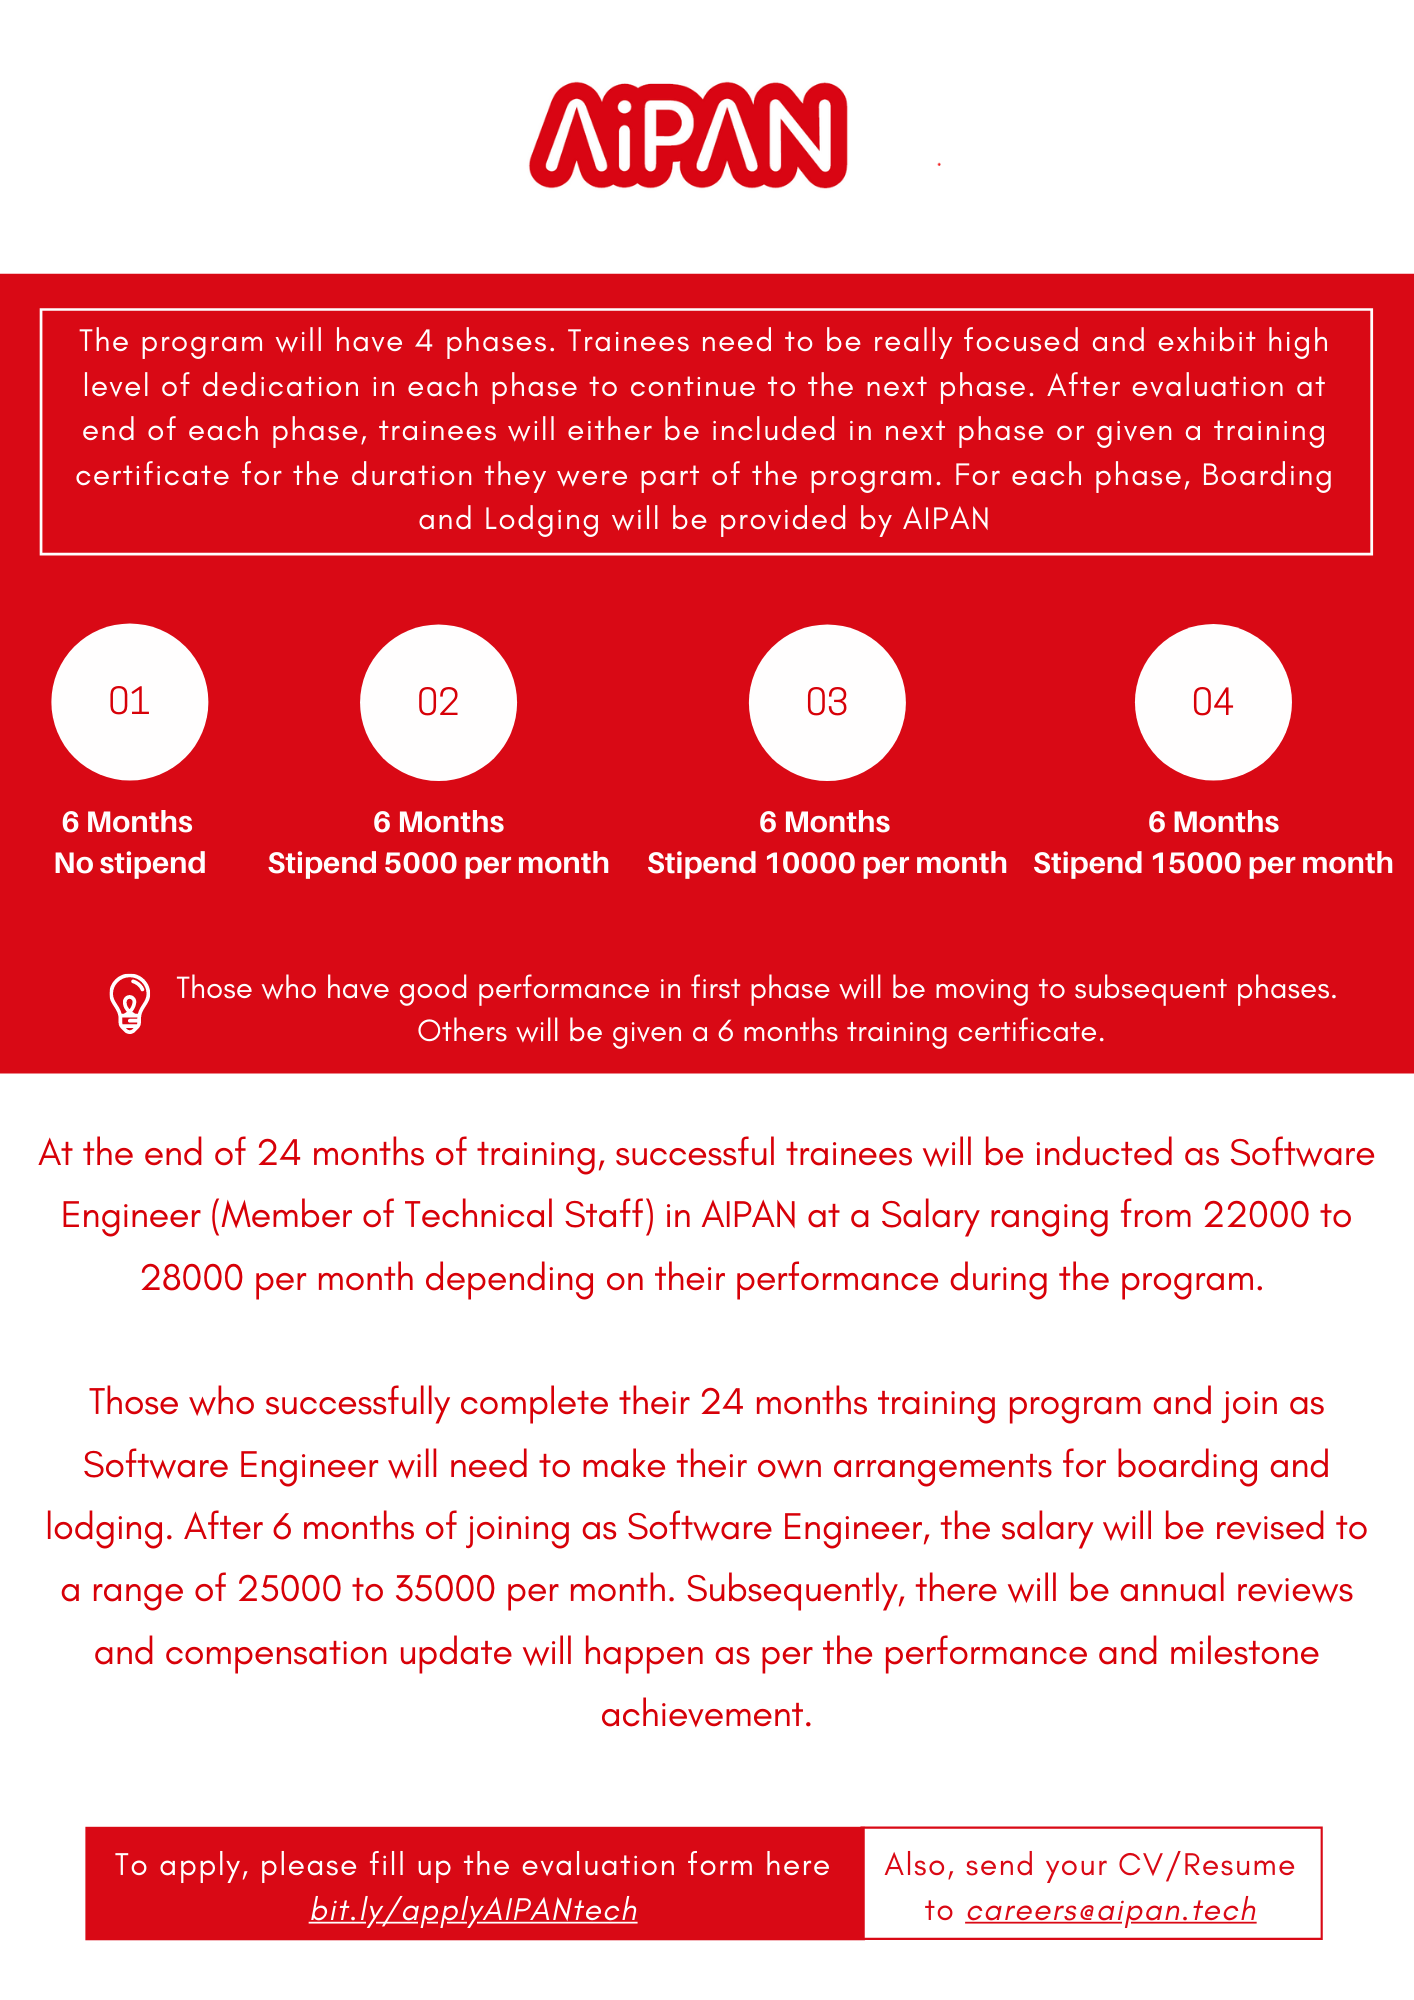 AiPAN
The program will have 4 phases. Trainees need to be really focused and exhibit high
level of dedication in each phase to continue to the next phase. After evaluation at
end of each phase, trainees will either be included in next phase or given a training
certificate for the duration they were part of the program. For each phase, Boarding
and Lodging will be provided by AIPAN
01
6 Months
No stipend
02
6 Months
Stipend 5000 per month
03
6 Months
Stipend 10000 per month
04
6 Months
Stipend 15000 per month
Those who have good performance in first phase will be moving to subsequent phases.
Others will be given a 6 months training certificate.
At the end of 24 months of training, successful trainees will be inducted as Software
Engineer (Member of Technical Staff) in AIPAN at a Salary ranging from 22000 to
28000 per month depending on their performance during the program.
Those who successfully complete their 24 months training program and join as
Software Engineer will need to make their own arrangements for boarding and
lodging. After 6 months of joining as Software Engineer, the salary will be revised to
a range of 25000 to 35000 per month. Subsequently, there will be annual reviews
and compensation update will happen as per the performance and milestone
achievement.
To apply, please fill up the evaluation form here
bit.ly/applyAIPANtech
Also, send your CV/Resume
to careers@aipan.tech